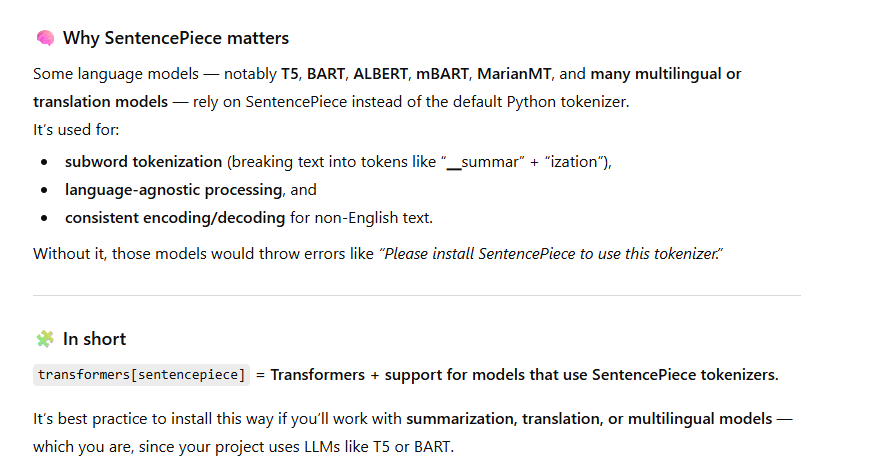 🧠 Why SentencePiece matters
Some language models — notably T5, BART, ALBERT, mBART, MarianMT, and many multilingual or
translation models — rely on SentencePiece instead of the default Python tokenizer.
It’s used for:
• subword tokenization (breaking text into tokens like “▁summar” + “ization”),
• language-agnostic processing, and
• consistent encoding/decoding for non-English text.
Without it, those models would throw errors like “Please install SentencePiece to use this tokenizer.”
🧩 In short
transformers[sentencepiece] = Transformers + support for models that use SentencePiece tokenizers.
It’s best practice to install this way if you’ll work with summarization, translation, or multilingual models —
which you are, since your project uses LLMs like T5 or BART.